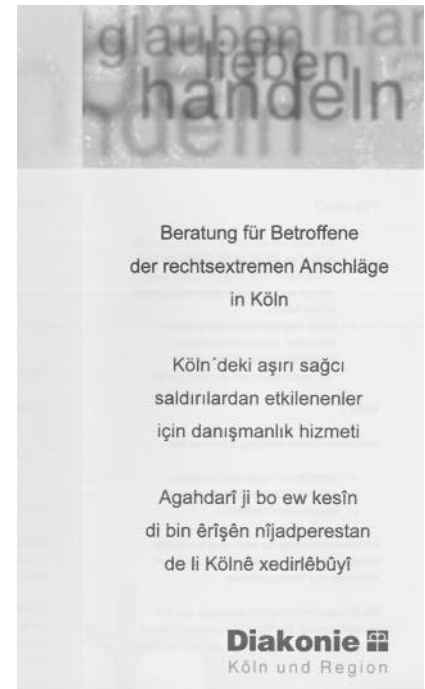 glauben
lieben
handeln
Beratung für Betroffene
der rechtsextremen Anschläge
in Köln
Köln´deki aşırı sağcı
saldırılardan etkilenenler
için danışmanlık hizmeti
Agahdarî ji bo ew kesîn
di bin êrîşên nîjadperestan
de li Kölnê xedirlêbûyî
Diakonie
Köln und Region